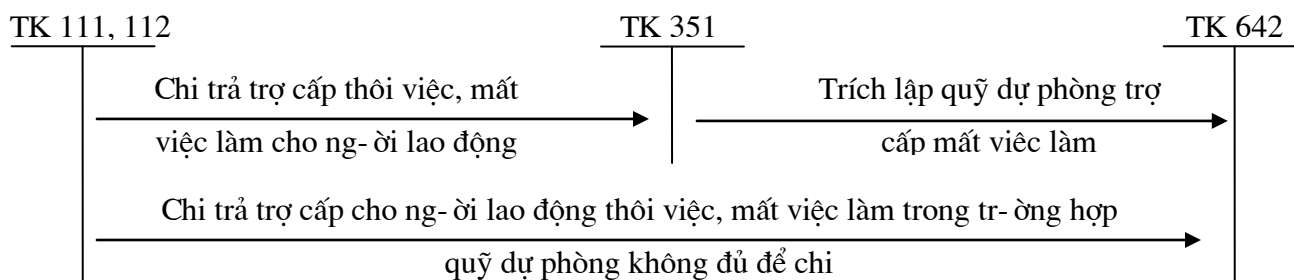 TK 111, 112 TK 351 TK 642
Chi trả trợ cấp thôi việc, mất
việc làm cho ng- ời lao động
Trích lập quỹ dự phòng trợ
cấp mất viêc làm
Chi trả trợ cấp cho ng- ời lao động thôi việc, mất việc làm trong tr- ờng hợp
quỹ dự phòng không đủ để chi